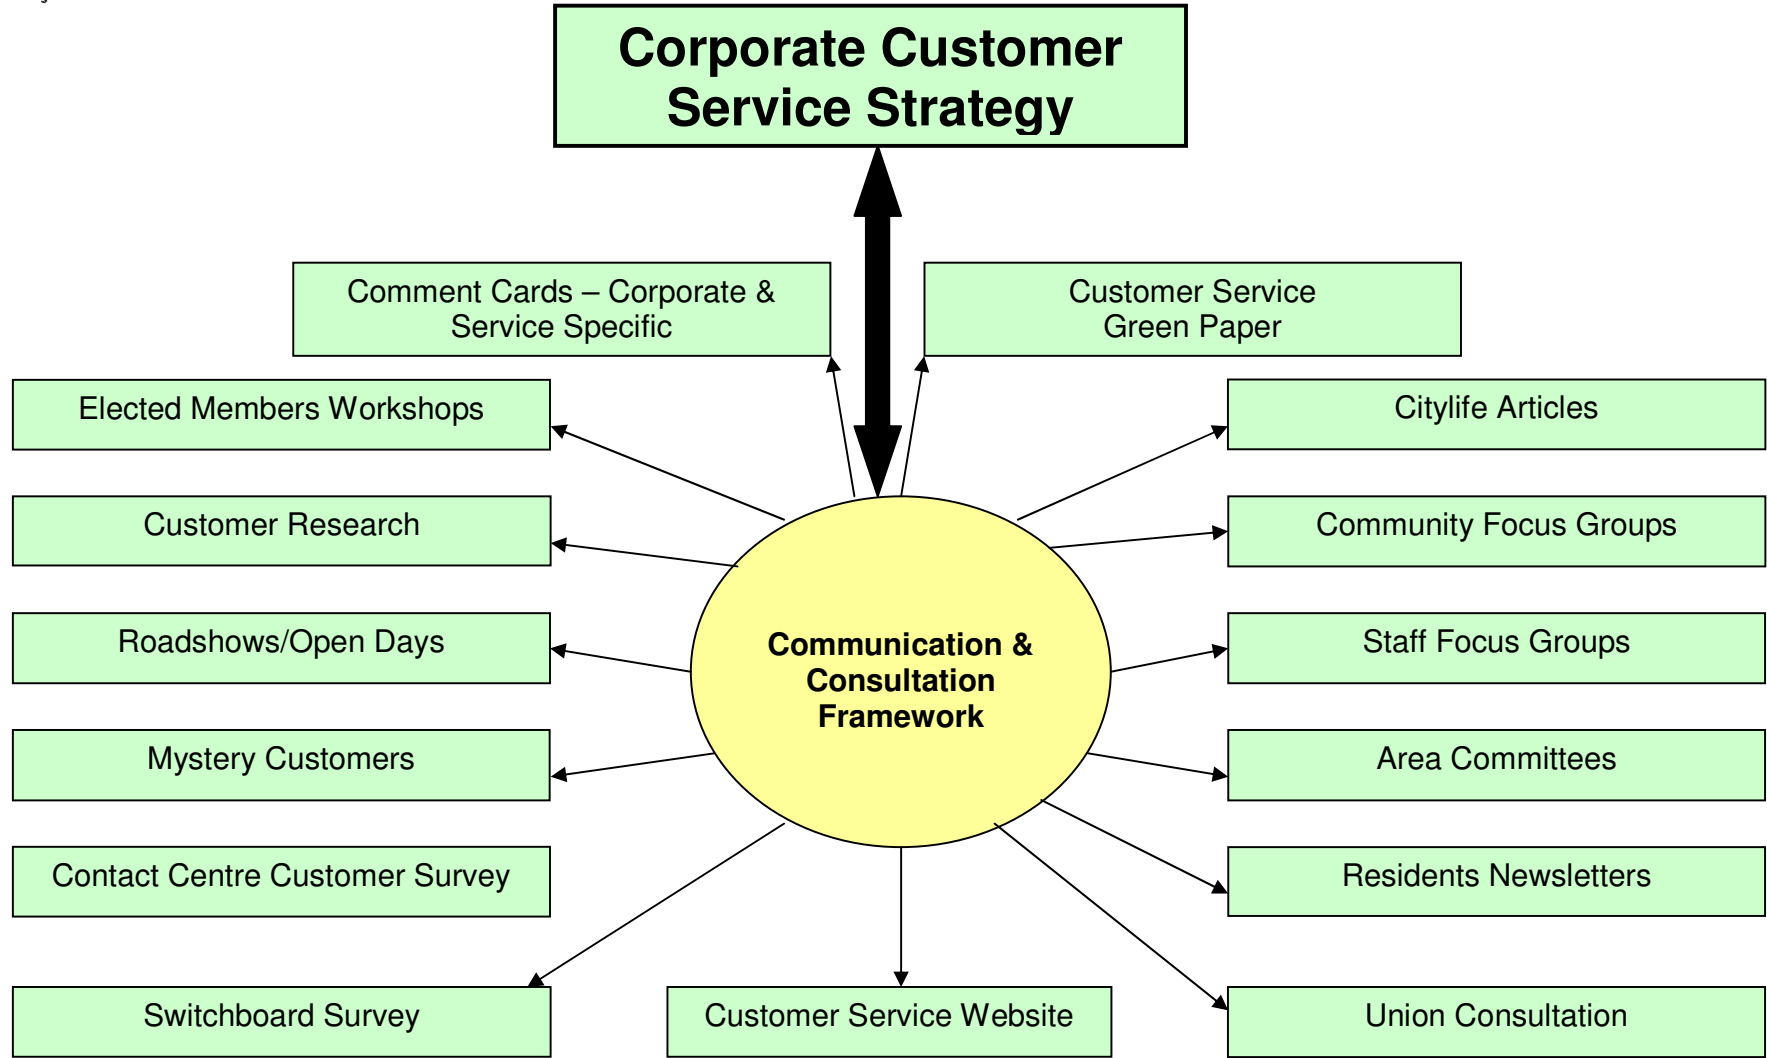 Corporate Customer
Service Strategy
Comment Cards – Corporate &
Service Specific
Customer Service
Green Paper
Elected Members Workshops
Citylife Articles
Customer Research
Community Focus Groups
Roadshows/Open Days
Communication &
Consultation
Framework
Staff Focus Groups
Mystery Customers
Area Committees
Contact Centre Customer Survey
Residents Newsletters
Switchboard Survey
Customer Service Website
Union Consultation